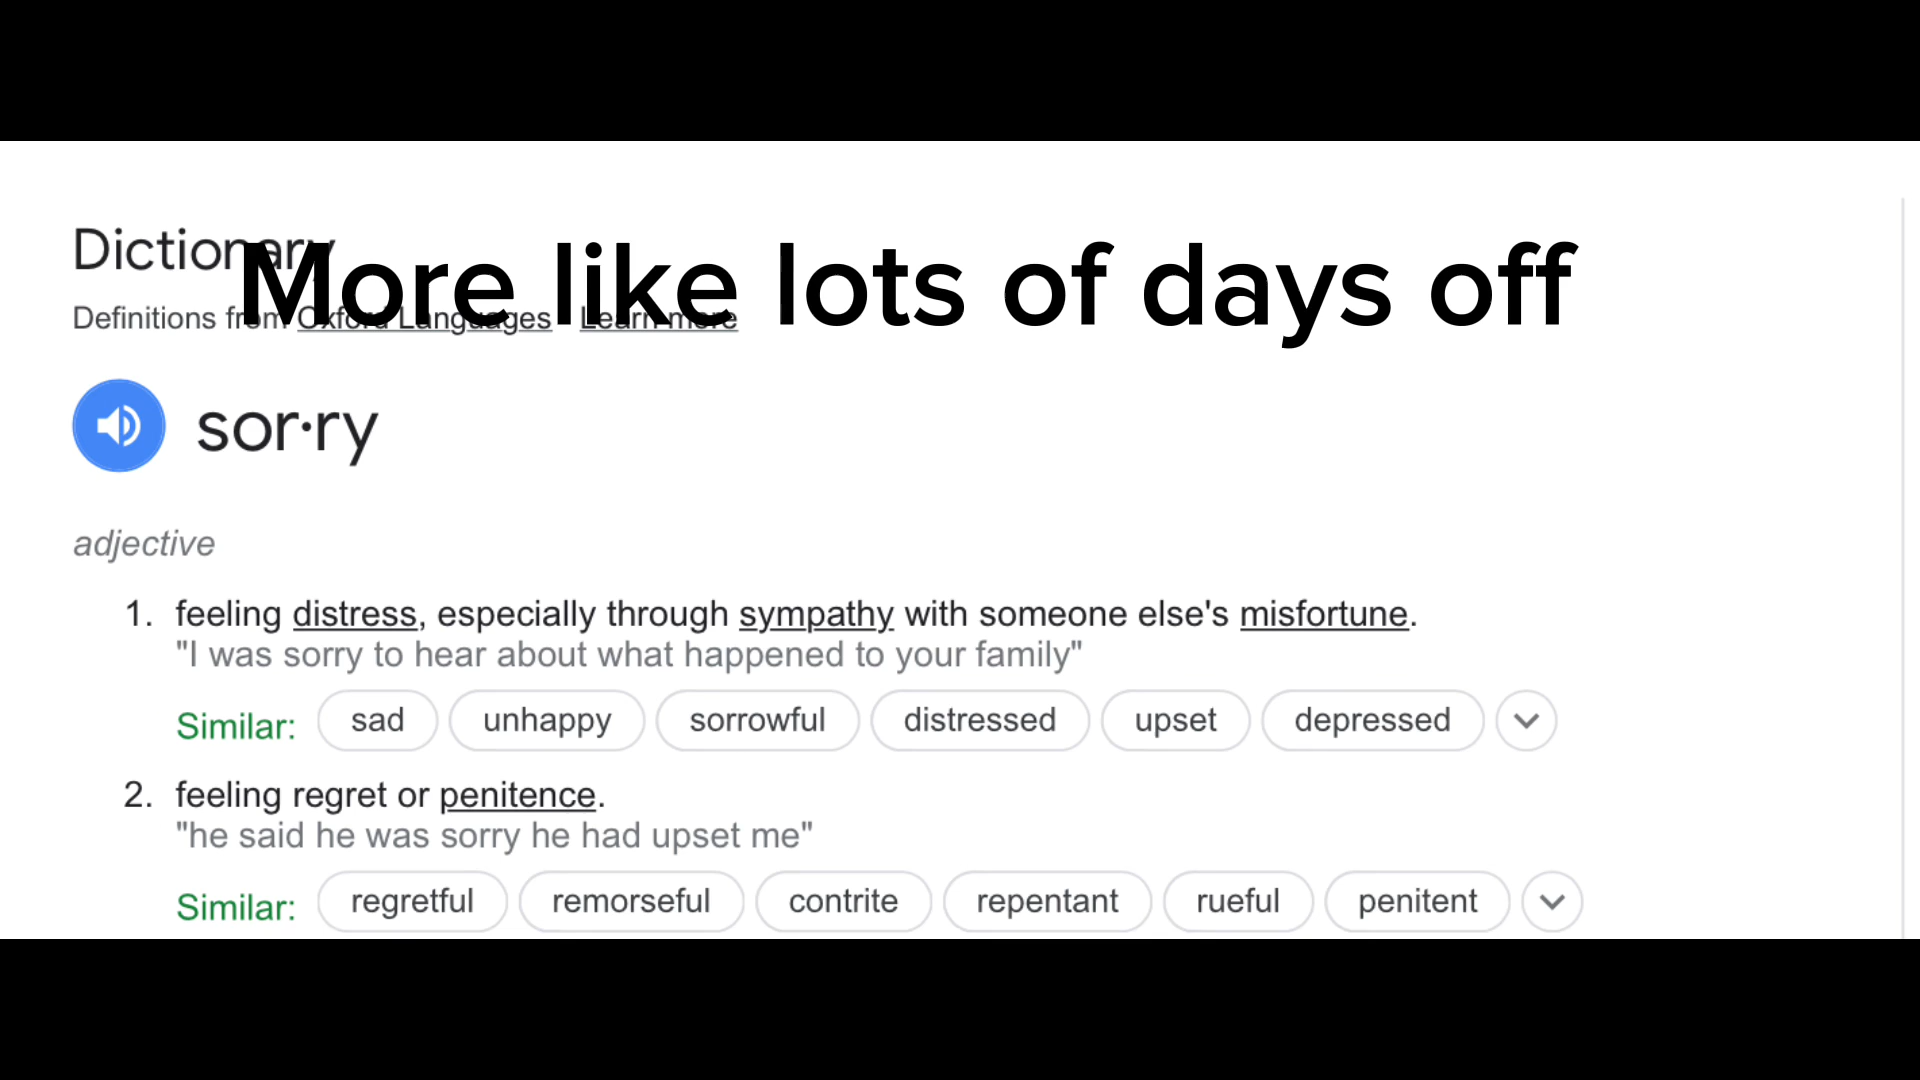 Dictionary
More like lots of days off
Definitions from Oxford Languages Learn more
sor·ry
adjective
1. feeling distress, especially through sympathy with someone else's misfortune.
"I was sorry to hear about what happened to your family"
Similar: sad unhappy sorrowful distressed upset depressed
2. feeling regret or penitence.
"he said he was sorry he had upset me"
Similar: regretful remorseful contrite repentant rueful penitent